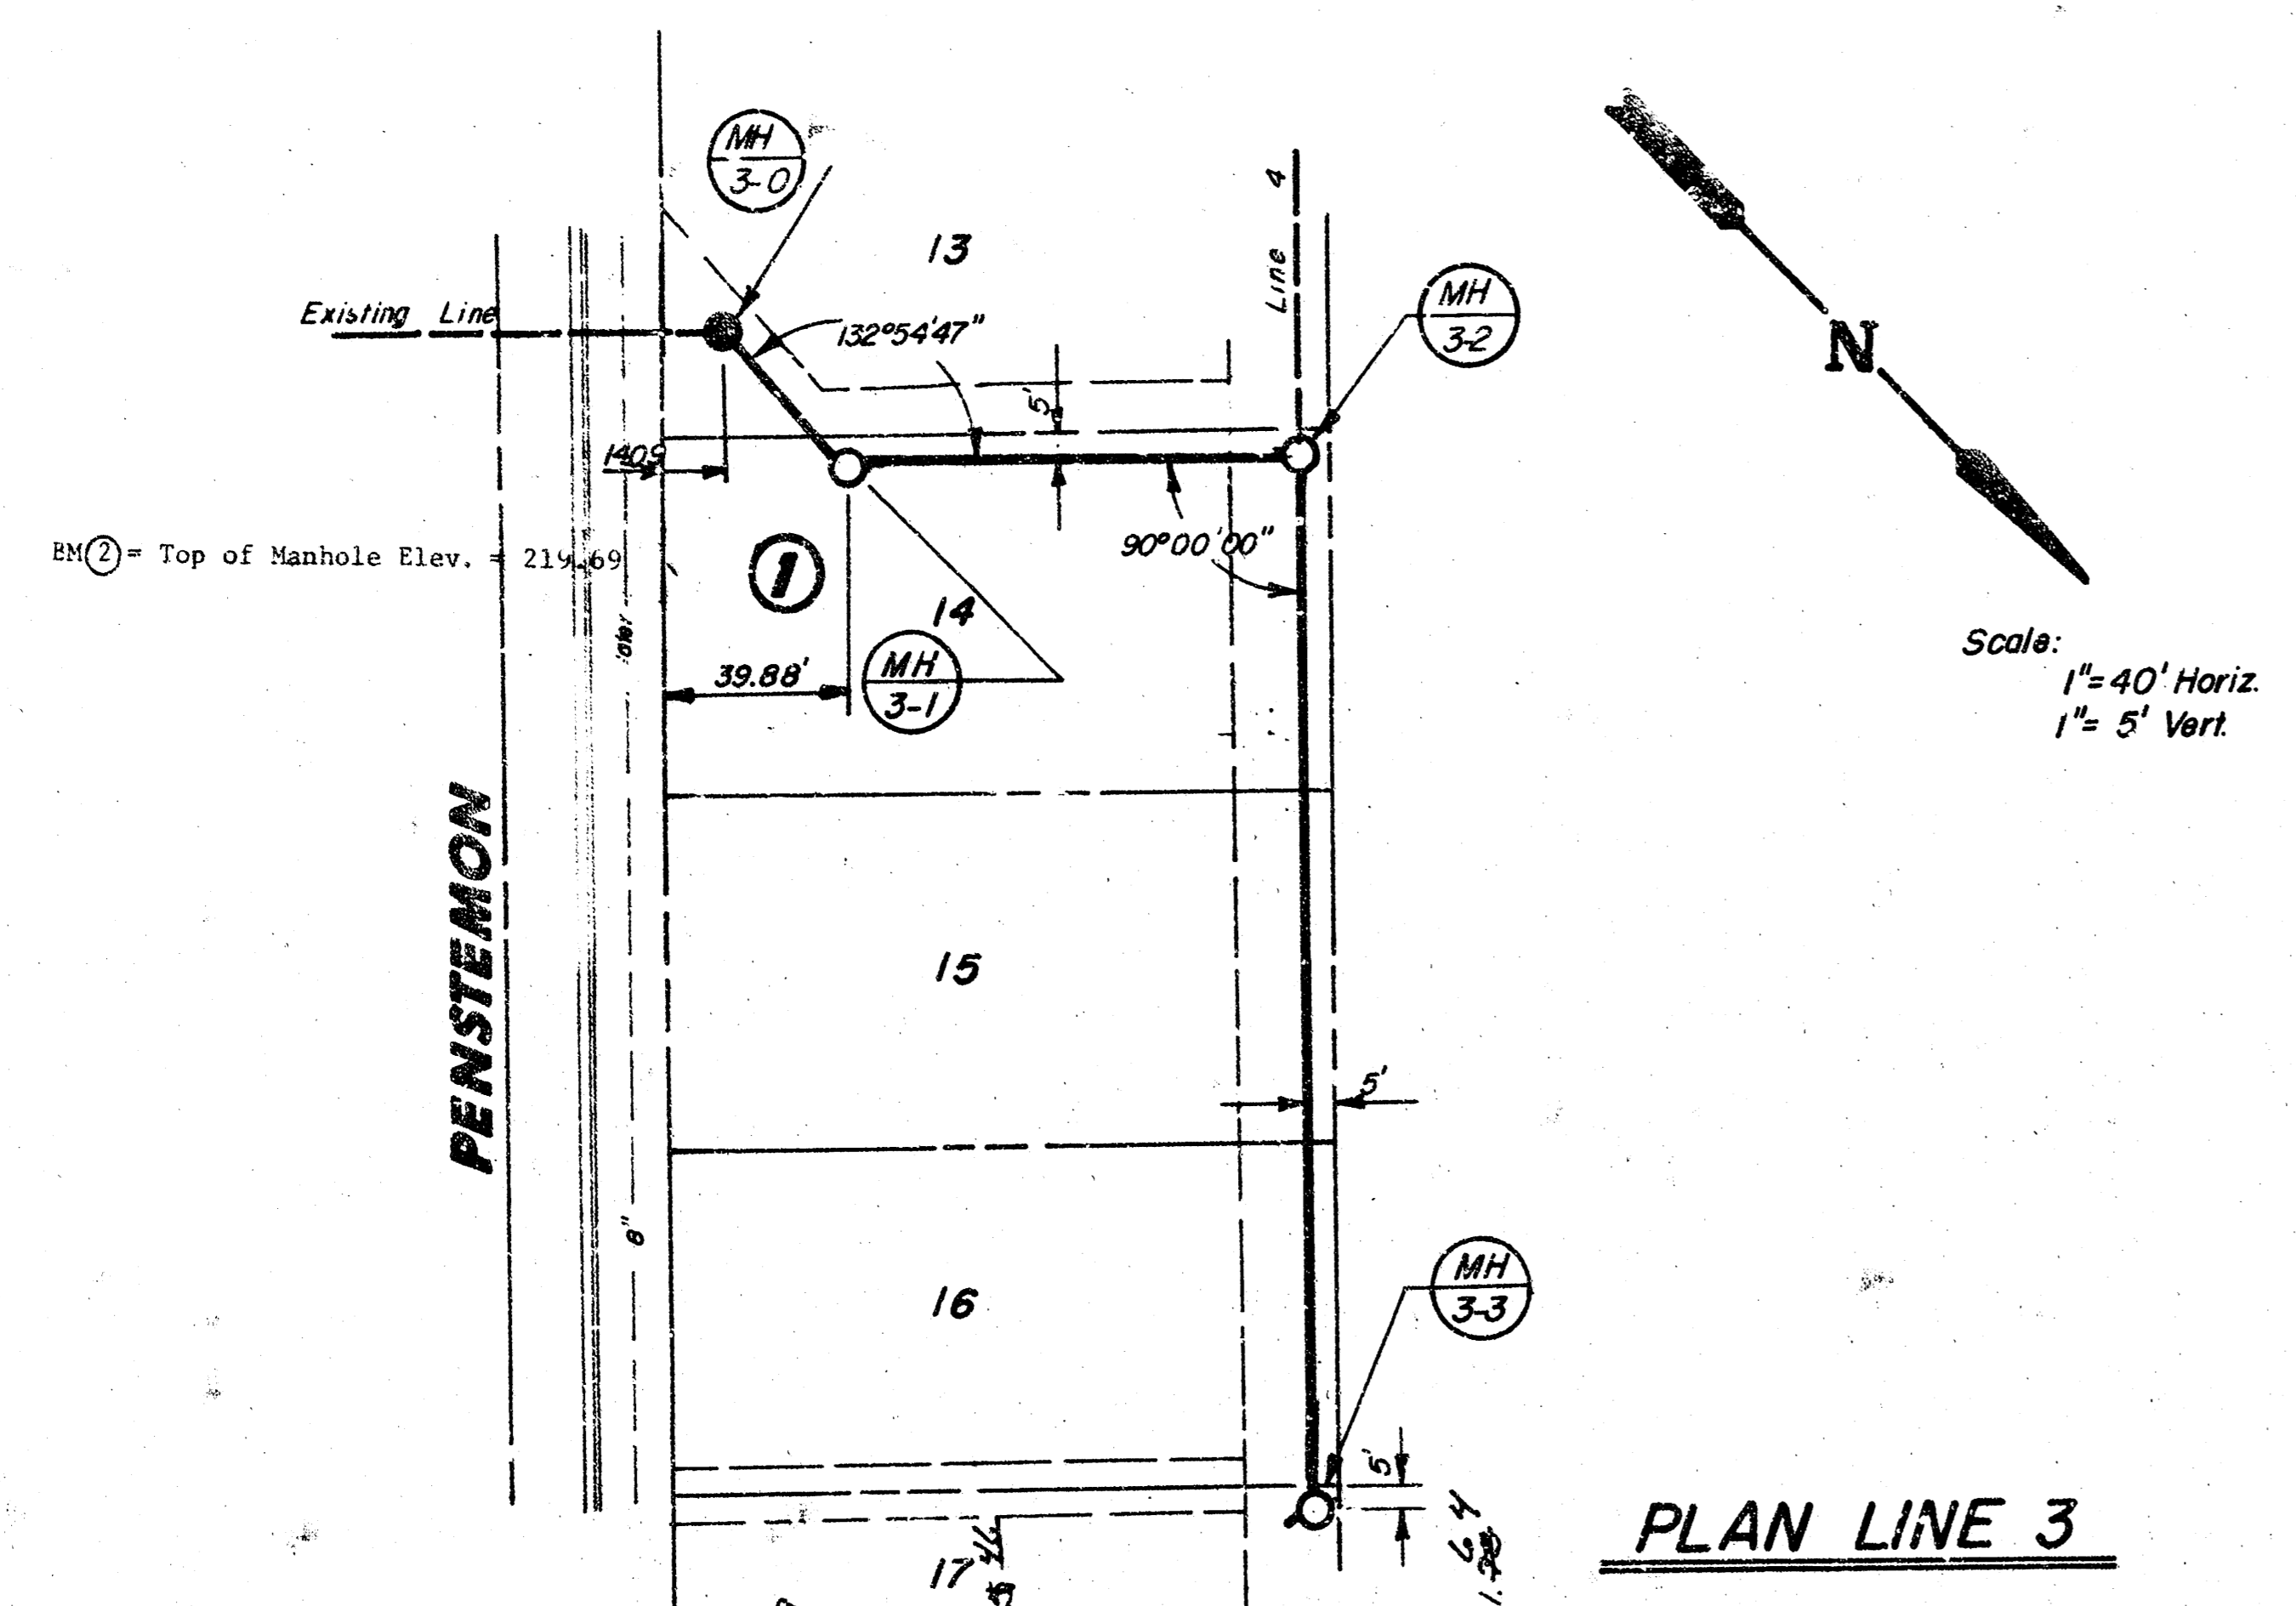 MH
3-0
13
Line 4
Existing Line
132°54'47"
MH
3-2
5'
N
1409
90°00'00"
BM(2)= Top of Manhole Elev. = 219.69
1
14
Scale:
1"=40' Horiz.
1"= 5' Vert.
39.88'
MH
3-1
PENSTEMON
15
5'
8"
16
MH
3-3
5'
17
PLAN LINE 3